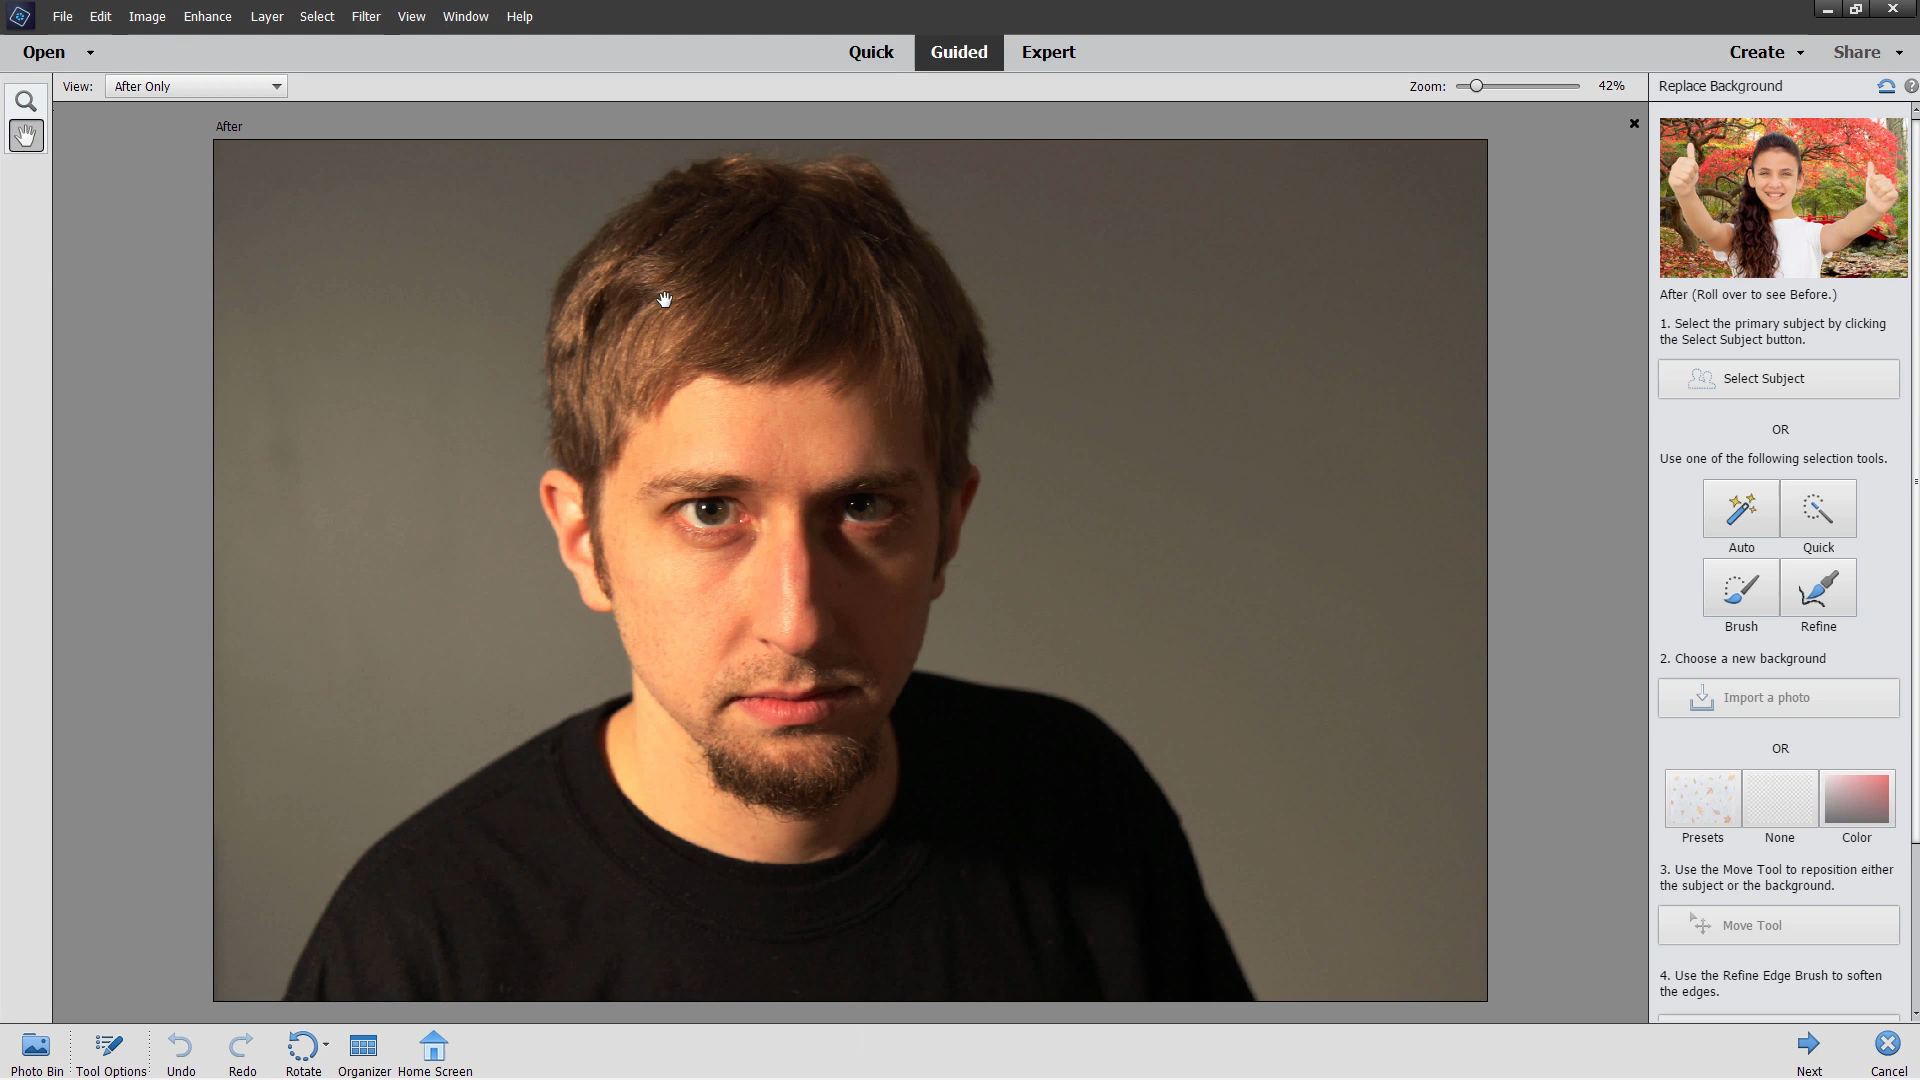 File Edit Image Enhance Layer Select Filter View Window Help
Open Quick Guided Expert Create Share
View: After Only Zoom: 42% Replace Background
After
After (Roll over to see Before.)
1. Select the primary subject by clicking
the Select Subject button.
Select Subject
OR
Use one of the following selection tools.
Auto Quick
Brush Refine
2. Choose a new background
Import a photo
OR
Presets None Color
3. Use the Move Tool to reposition either
the subject or the background.
Move Tool
4. Use the Refine Edge Brush to soften
the edges.
Photo Bin Tool Options Undo Redo Rotate Organizer Home Screen Next Cancel